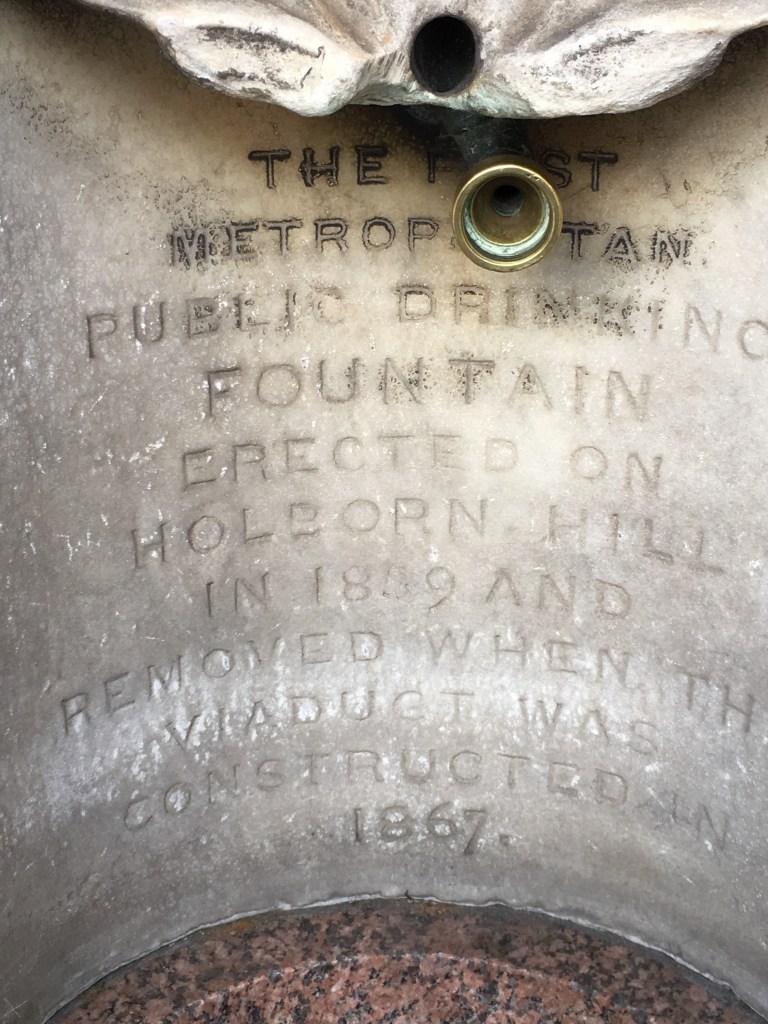 THE FIRST
METROPOLITAN
PUBLIC DRINKING
FOUNTAIN
ERECTED ON
HOLBORN HILL
IN 1859 AND
REMOVED WHEN TH
VIADUCT WAS
CONSTRUCTED IN
1867.